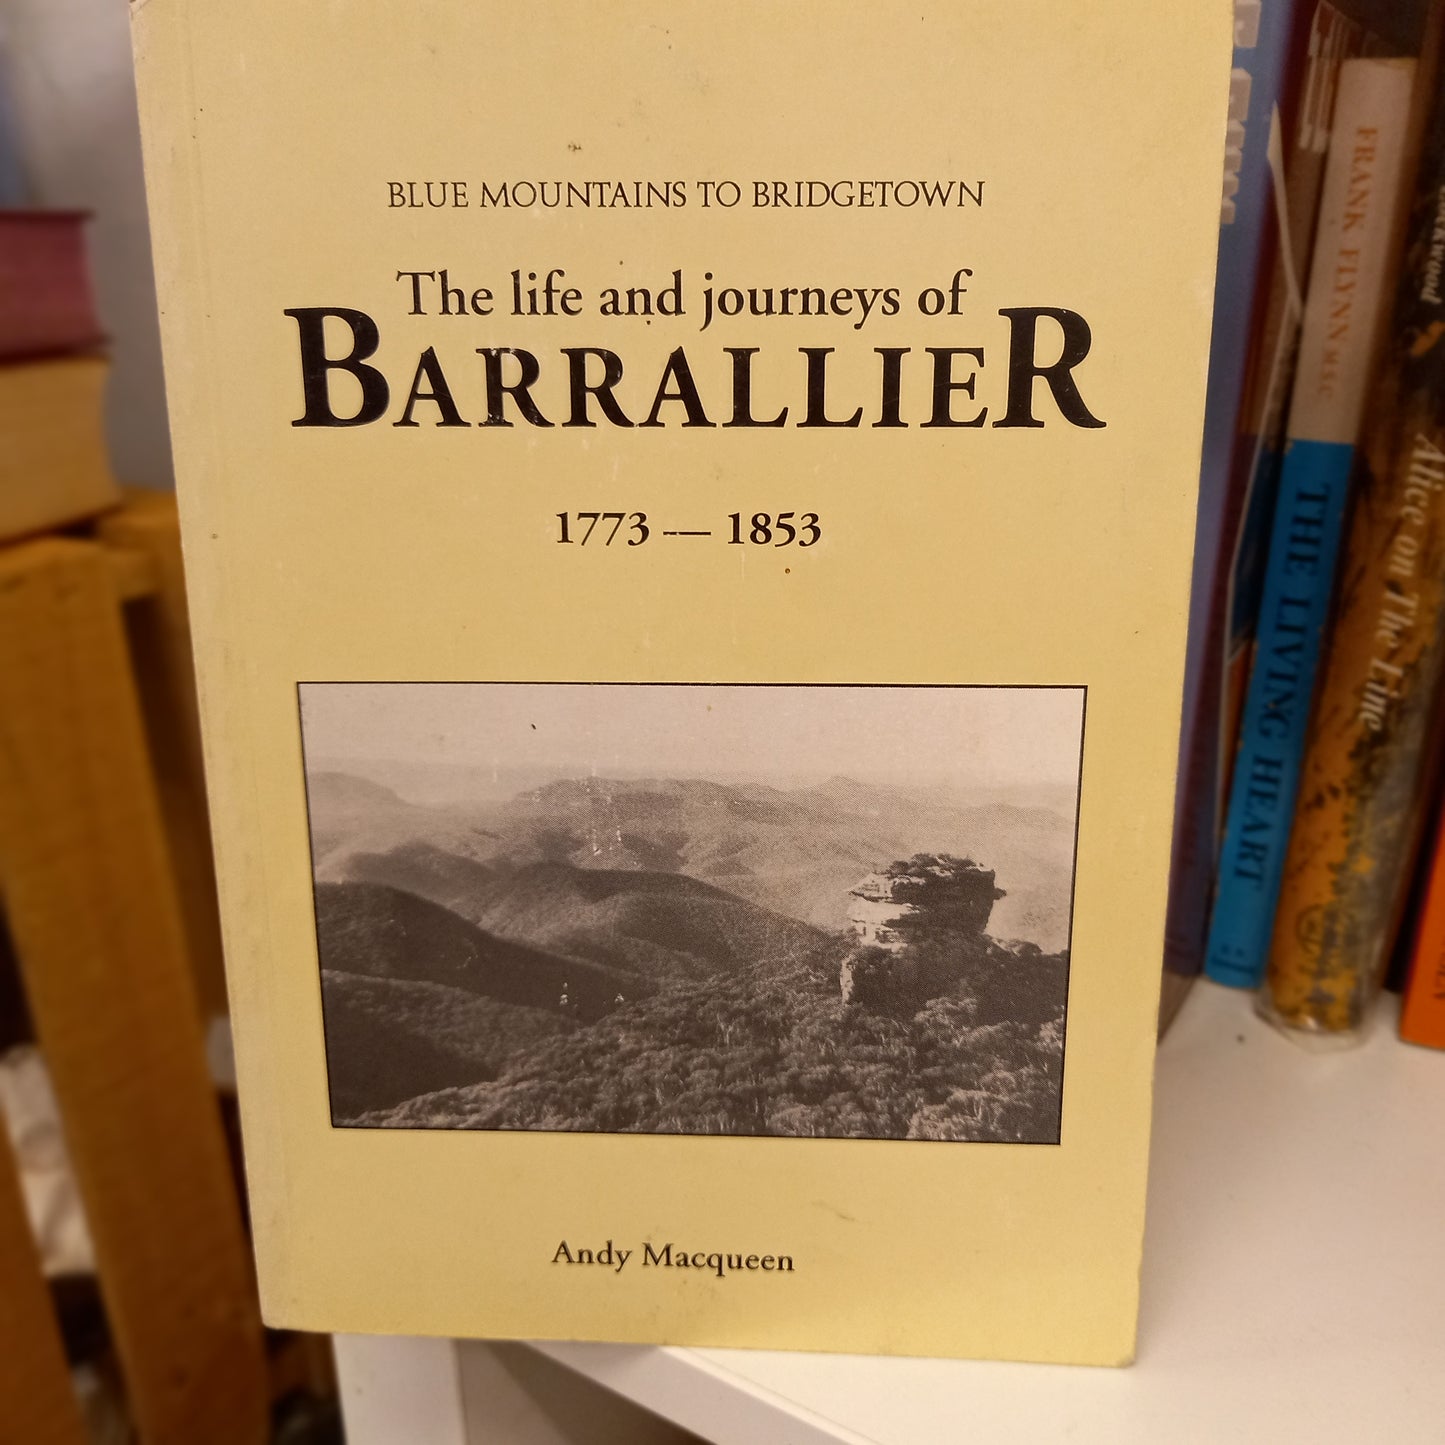 BLUE MOUNTAINS TO BRIDGETOWN
The life and journeys of
BARRALLIER
1773 — 1853
Andy Macqueen
FRANK FLYNN MSC
THE LIVING HEART
Alice on The Line